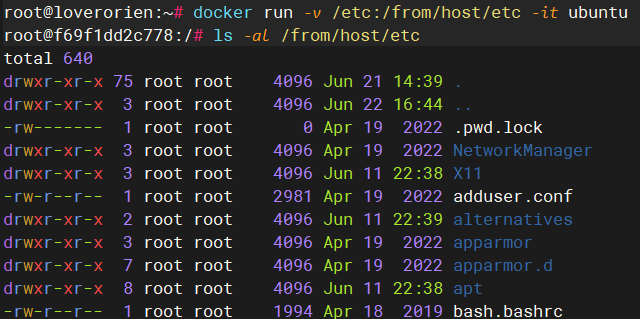 root@loverorien:~# docker run -v /etc:/from/host/etc -it ubuntu
root@f69f1dd2c778:/# ls -al /from/host/etc
total 640
drwxr-xr-x 75 root root 4096 Jun 21 14:39 .
drwxr-xr-x 3 root root 4096 Jun 22 16:44 ..
-rw------- 1 root root 0 Apr 19 2022 .pwd.lock
drwxr-xr-x 3 root root 4096 Apr 19 2022 NetworkManager
drwxr-xr-x 3 root root 4096 Jun 11 22:38 X11
-rw-r--r-- 1 root root 2981 Apr 19 2022 adduser.conf
drwxr-xr-x 2 root root 4096 Jun 11 22:39 alternatives
drwxr-xr-x 3 root root 4096 Apr 19 2022 apparmor
drwxr-xr-x 7 root root 4096 Apr 19 2022 apparmor.d
drwxr-xr-x 8 root root 4096 Jun 11 22:38 apt
-rw-r--r-- 1 root root 1994 Apr 18 2019 bash.bashrc